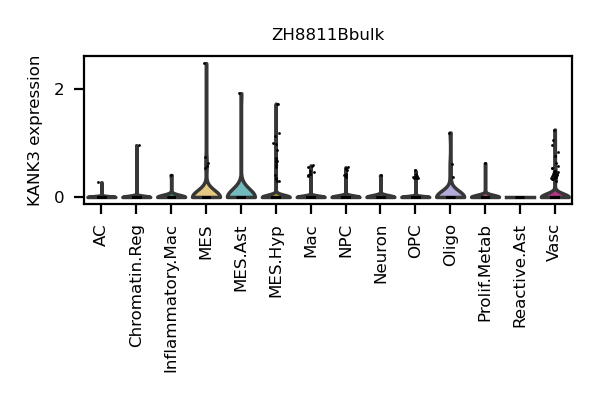 ZH8811Bbulk
KANK3 expression
2
0
AC
Chromatin.Reg
Inflammatory.Mac
MES
MES.Ast
MES.Hyp
Mac
NPC
Neuron
OPC
Oligo
Prolif.Metab
Reactive.Ast
Vasc